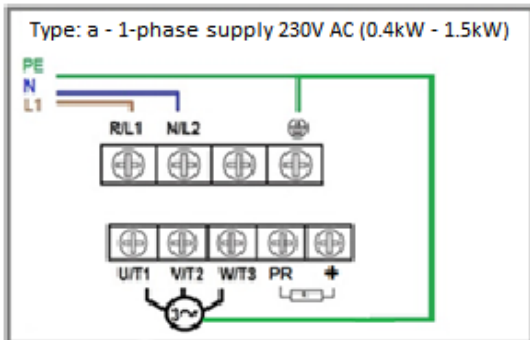 Type: a - 1-phase supply 230V AC (0.4kW - 1.5kW)
PE
N
L1
R/L1 N/L2
U/T1 V/T2 W/T3 PR +
3~